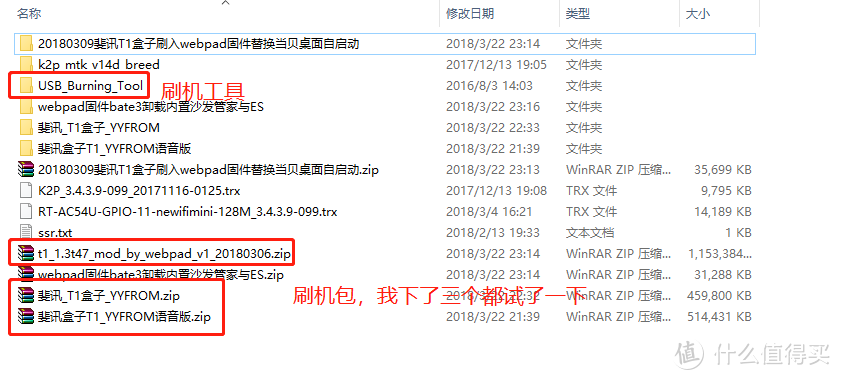 名称 修改日期 类型 大小
20180309斐讯T1盒子刷入webpad固件替换当贝桌面自启动 2018/3/22 23:14 文件夹
k2p_mtk_v14d_breed 2017/12/13 19:05 文件夹
USB_Burning_Tool 刷机工具 2016/8/3 14:03 文件夹
webpad固件bate3卸载内置沙发管家与ES 2018/3/22 23:16 文件夹
斐讯_T1盒子_YYFROM 2018/3/22 22:33 文件夹
斐讯盒子T1_YYFROM语音版 2018/3/22 21:39 文件夹
20180309斐讯T1盒子刷入webpad固件替换当贝桌面自启动.zip 2018/3/22 23:13 WinRAR ZIP 压缩... 35,699 KB
K2P_3.4.3.9-099_20171116-0125.trx 2017/12/13 19:08 TRX 文件 9,795 KB
RT-AC54U-GPIO-11-newifimini-128M_3.4.3.9-099.trx 2018/3/4 16:21 TRX 文件 14,189 KB
ssr.txt 2018/2/13 19:33 文本文档 1 KB
t1_1.3t47_mod_by_webpad_v1_20180306.zip 2018/3/22 23:04 WinRAR ZIP 压缩... 1,153,384...
webpad固件bate3卸载内置沙发管家与ES.zip 2018/3/22 23:14 WinRAR ZIP 压缩... 31,288 KB
斐讯_T1盒子_YYFROM.zip 刷机包，我下了三个都试了一下 WinRAR ZIP 压缩... 459,800 KB
斐讯盒子T1_YYFROM语音版.zip 2018/3/22 21:39 WinRAR ZIP 压缩... 514,431 KB
值 什么值得买